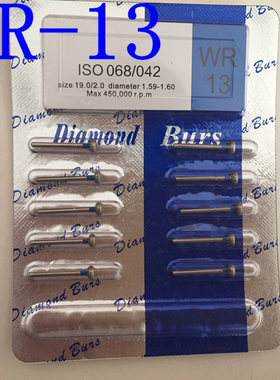 R-13
ISO 068/042
size 19.0/2.0 diameter 1.59-1.60
Max 450,000 r.p.m
WR
13
Diamond Burs
Diamond Burs
Diamond Burs
Diamond Burs